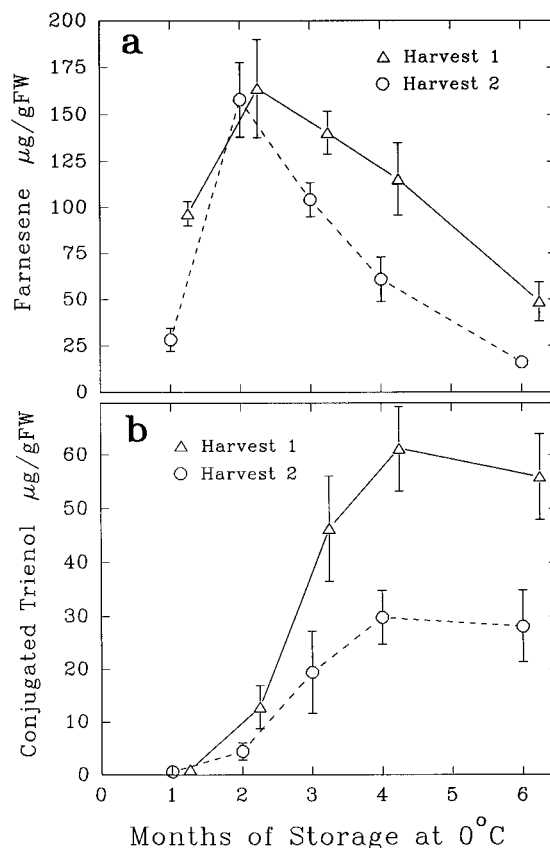 a
Harvest 1
Harvest 2
Farnesene µg/gFW
200
175
150
125
100
75
50
25
0
b
Harvest 1
Harvest 2
Conjugated Trienol µg/gFW
60
50
40
30
20
10
0
0 1 2 3 4 5 6
Months of Storage at 0°C